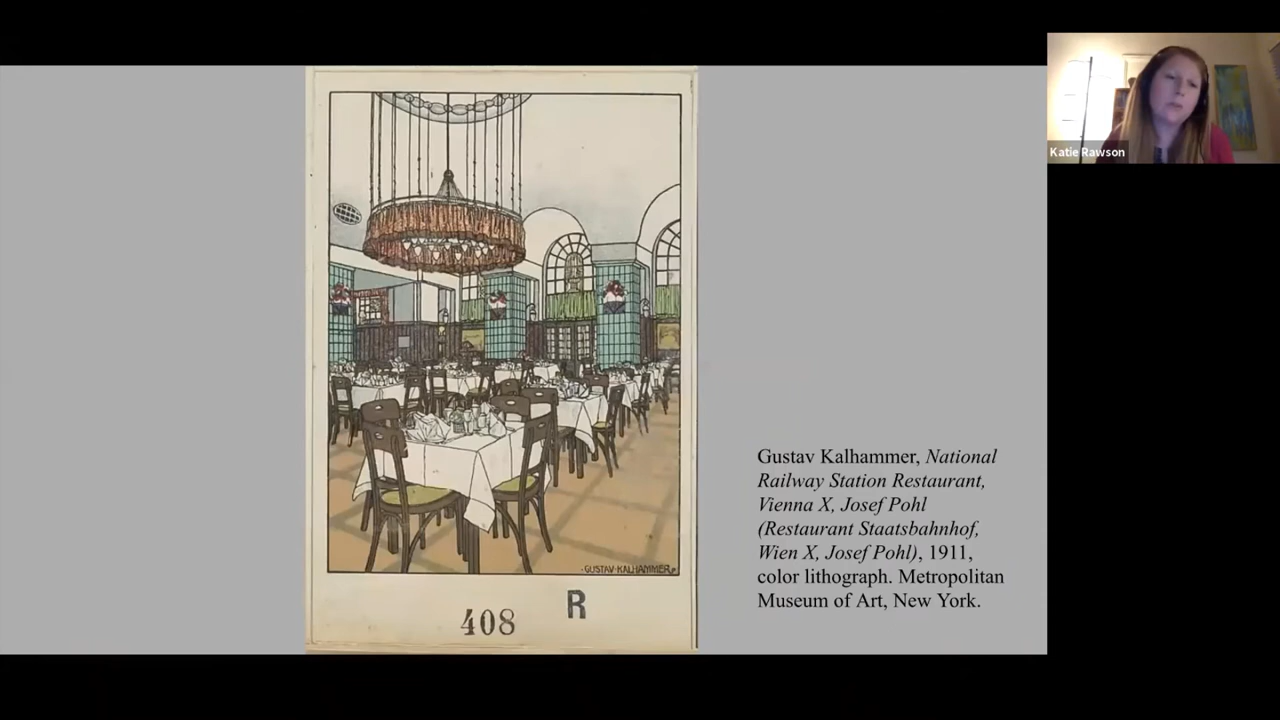 Katie Rawson
GUSTAV·KALHAMMER
408
R
Gustav Kalhammer, National
Railway Station Restaurant,
Vienna X, Josef Pohl
(Restaurant Staatsbahnhof,
Wien X, Josef Pohl), 1911,
color lithograph. Metropolitan
Museum of Art, New York.